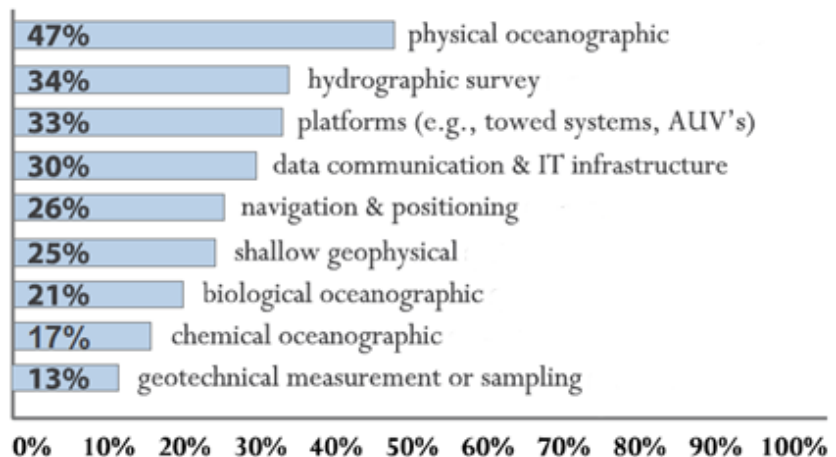 47% physical oceanographic
34% hydrographic survey
33% platforms (e.g., towed systems, AUV's)
30% data communication & IT infrastructure
26% navigation & positioning
25% shallow geophysical
21% biological oceanographic
17% chemical oceanographic
13% geotechnical measurement or sampling
0% 10% 20% 30% 40% 50% 60% 70% 80% 90% 100%